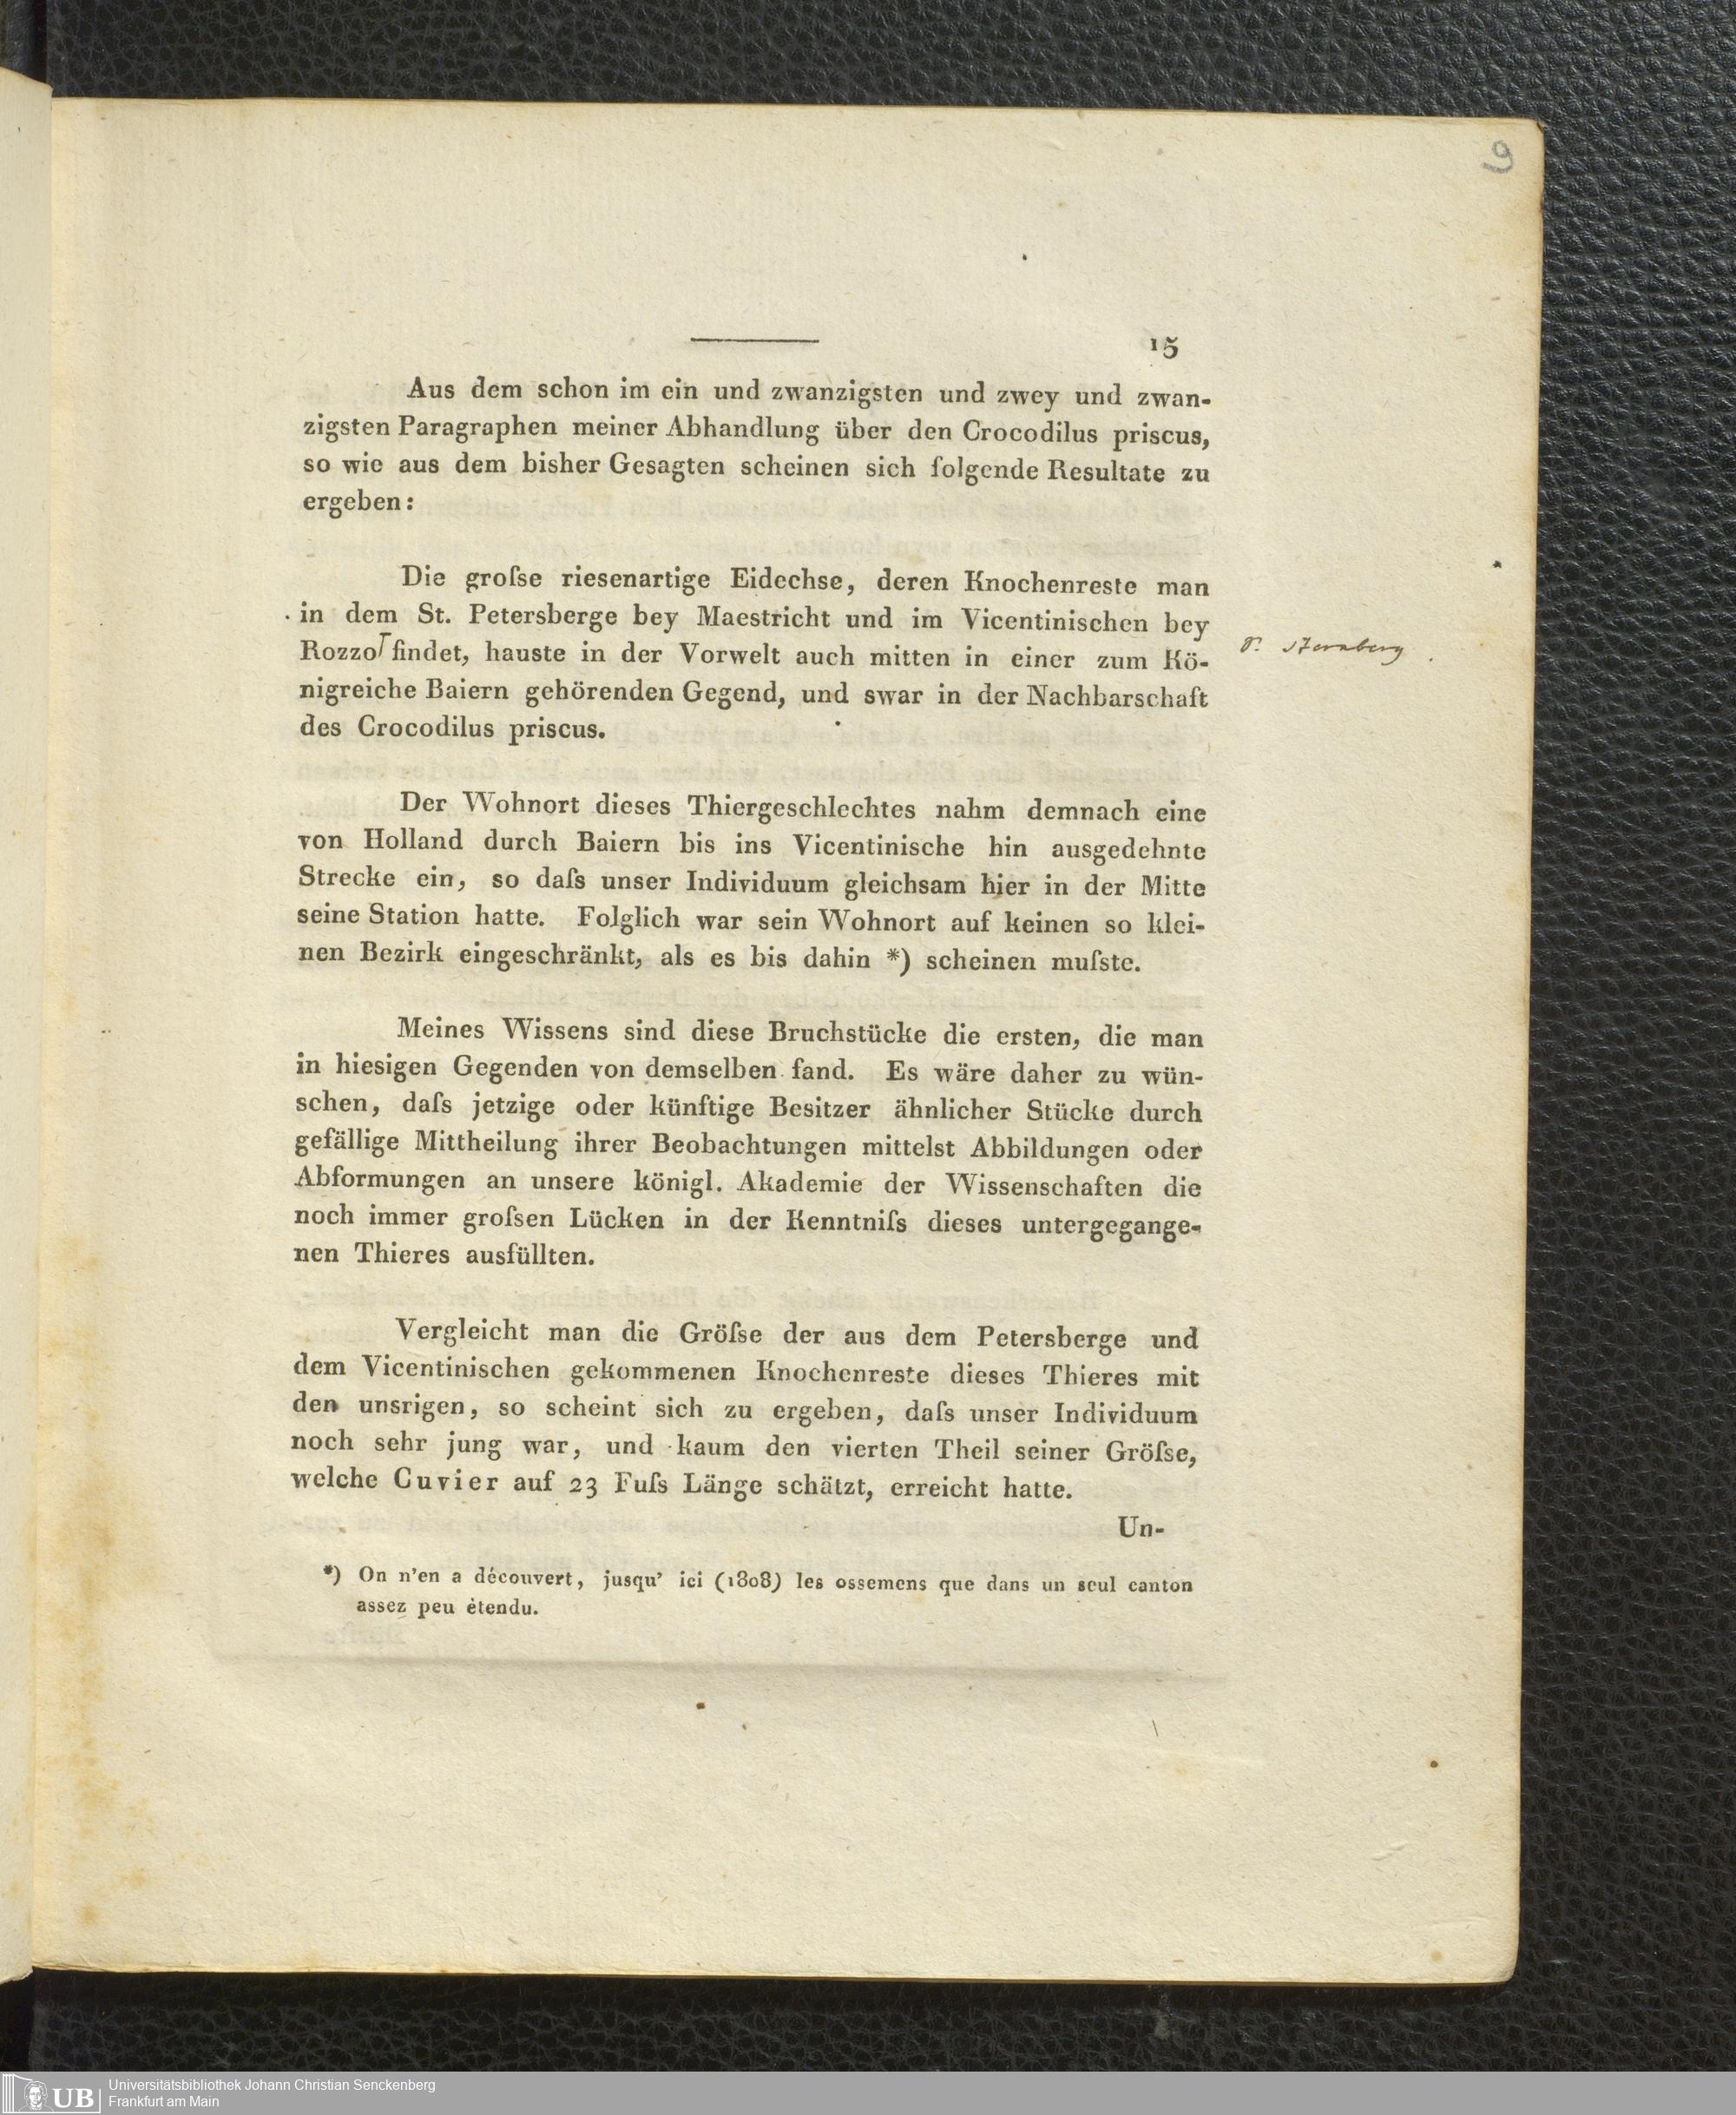 9
15
Aus dem schon im ein und zwanzigsten und zwey und zwan-
zigsten Paragraphen meiner Abhandlung über den Crocodilus priscus,
so wie aus dem bisher Gesagten scheinen sich folgende Resultate zu
ergeben:
Die groſse riesenartige Eidechse, deren Knochenreste man
in dem St. Petersberge bey Maestricht und im Vicentinischen bey
Rozzo findet, hauste in der Vorwelt auch mitten in einer zum Kö-
Sternberg
nigreiche Baiern gehörenden Gegend, und swar in der Nachbarschaft
des Crocodilus priscus.
Der Wohnort dieses Thiergeschlechtes nahm demnach eine
von Holland durch Baiern bis ins Vicentinische hin ausgedehnte
Strecke ein, so daſs unser Individuum gleichsam hier in der Mitte
seine Station hatte. Folglich war sein Wohnort auf keinen so klei-
nen Bezirk eingeschränkt, als es bis dahin *) scheinen muſste.
Meines Wissens sind diese Bruchstücke die ersten, die man
in hiesigen Gegenden von demselben fand. Es wäre daher zu wün-
schen, daſs jetzige oder künftige Besitzer ähnlicher Stücke durch
gefällige Mittheilung ihrer Beobachtungen mittelst Abbildungen oder
Abformungen an unsere königl. Akademie der Wissenschaften die
noch immer groſsen Lücken in der Kenntniſs dieses untergegange-
nen Thieres ausfüllten.
Vergleicht man die Gröſse der aus dem Petersberge und
dem Vicentinischen gekommenen Knochenreste dieses Thieres mit
den unsrigen, so scheint sich zu ergeben, daſs unser Individuum
noch sehr jung war, und kaum den vierten Theil seiner Gröſse,
welche Cuvier auf 23 Fuſs Länge schätzt, erreicht hatte.
Un-
*) On n'en a découvert, jusqu' ici (1808) les ossemens que dans un seul canton
assez peu étendu.
UB
Universitätsbibliothek Johann Christian Senckenberg
Frankfurt am Main